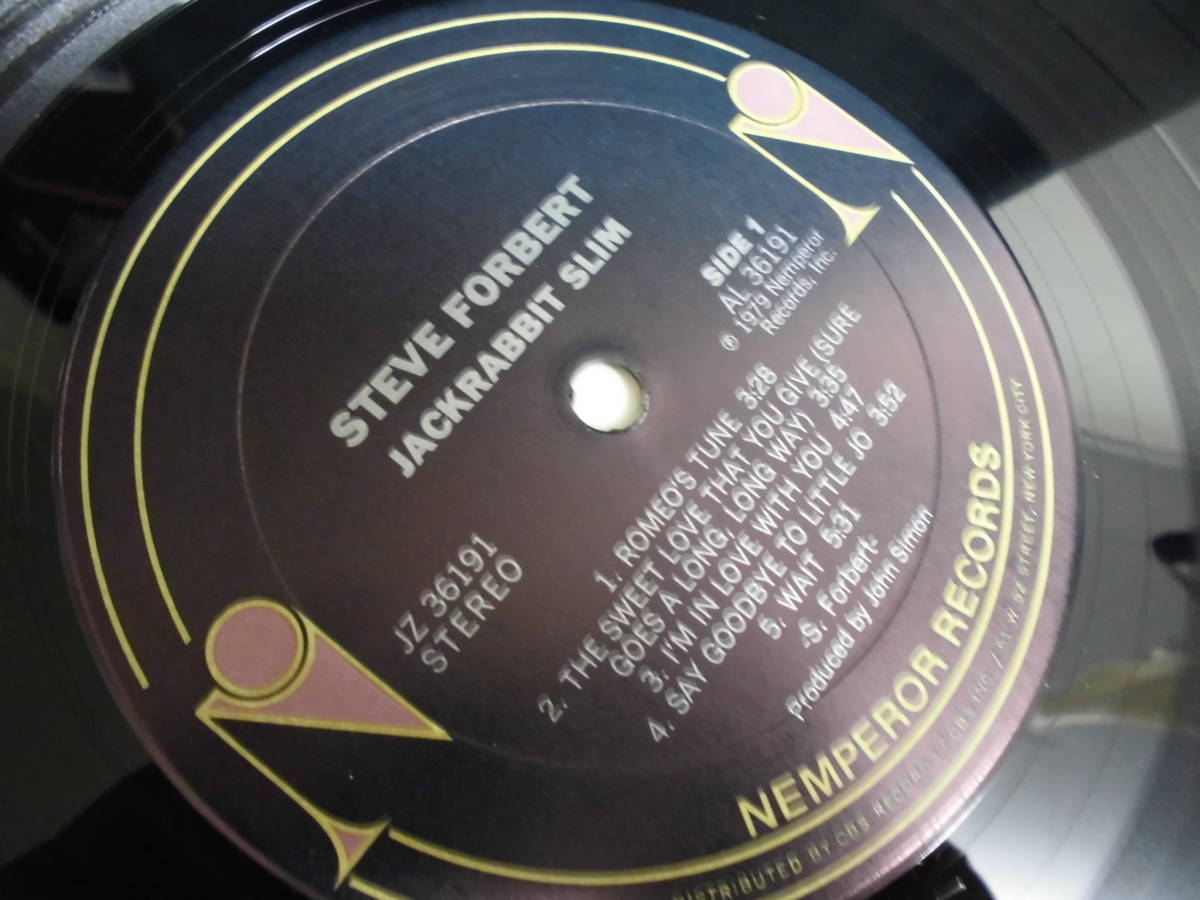 STEVE FORBERT
JACKRABBIT SLIM
SIDE 1
AL 36191
℗ 1979 Nemperor
Records, Inc.
JZ 36191
STEREO
1. ROMEO'S TUNE 3:28
2. THE SWEET LOVE THAT YOU GIVE (SURE
GOES A LONG, LONG WAY) 3:35
3. I'M IN LOVE WITH YOU 4:47
4. SAY GOODBYE TO LITTLE JO 3:52
5. WAIT 5:31
-S. Forbert-
Produced by John Simon
NEMPEROR RECORDS
DISTRIBUTED BY CBS RECORDS/CBS INC./51 W 52 STREET, NEW YORK CITY